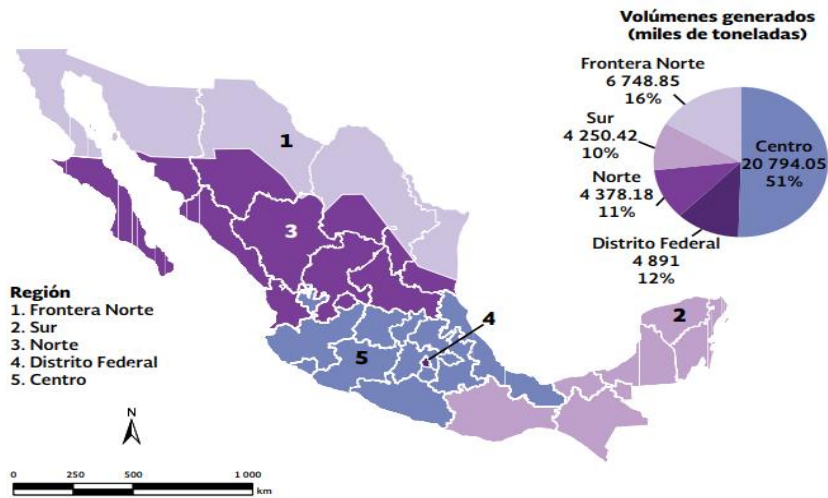 Volúmenes generados
(miles de toneladas)
Frontera Norte
6 748.85
16%
Sur
4 250.42
10%
Norte
4 378.18
11%
Distrito Federal
4 891
12%
Centro
20 794.05
51%
1
3
5
4
2
Región
1. Frontera Norte
2. Sur
3. Norte
4. Distrito Federal
5. Centro
N
0 250 500 1 000
km